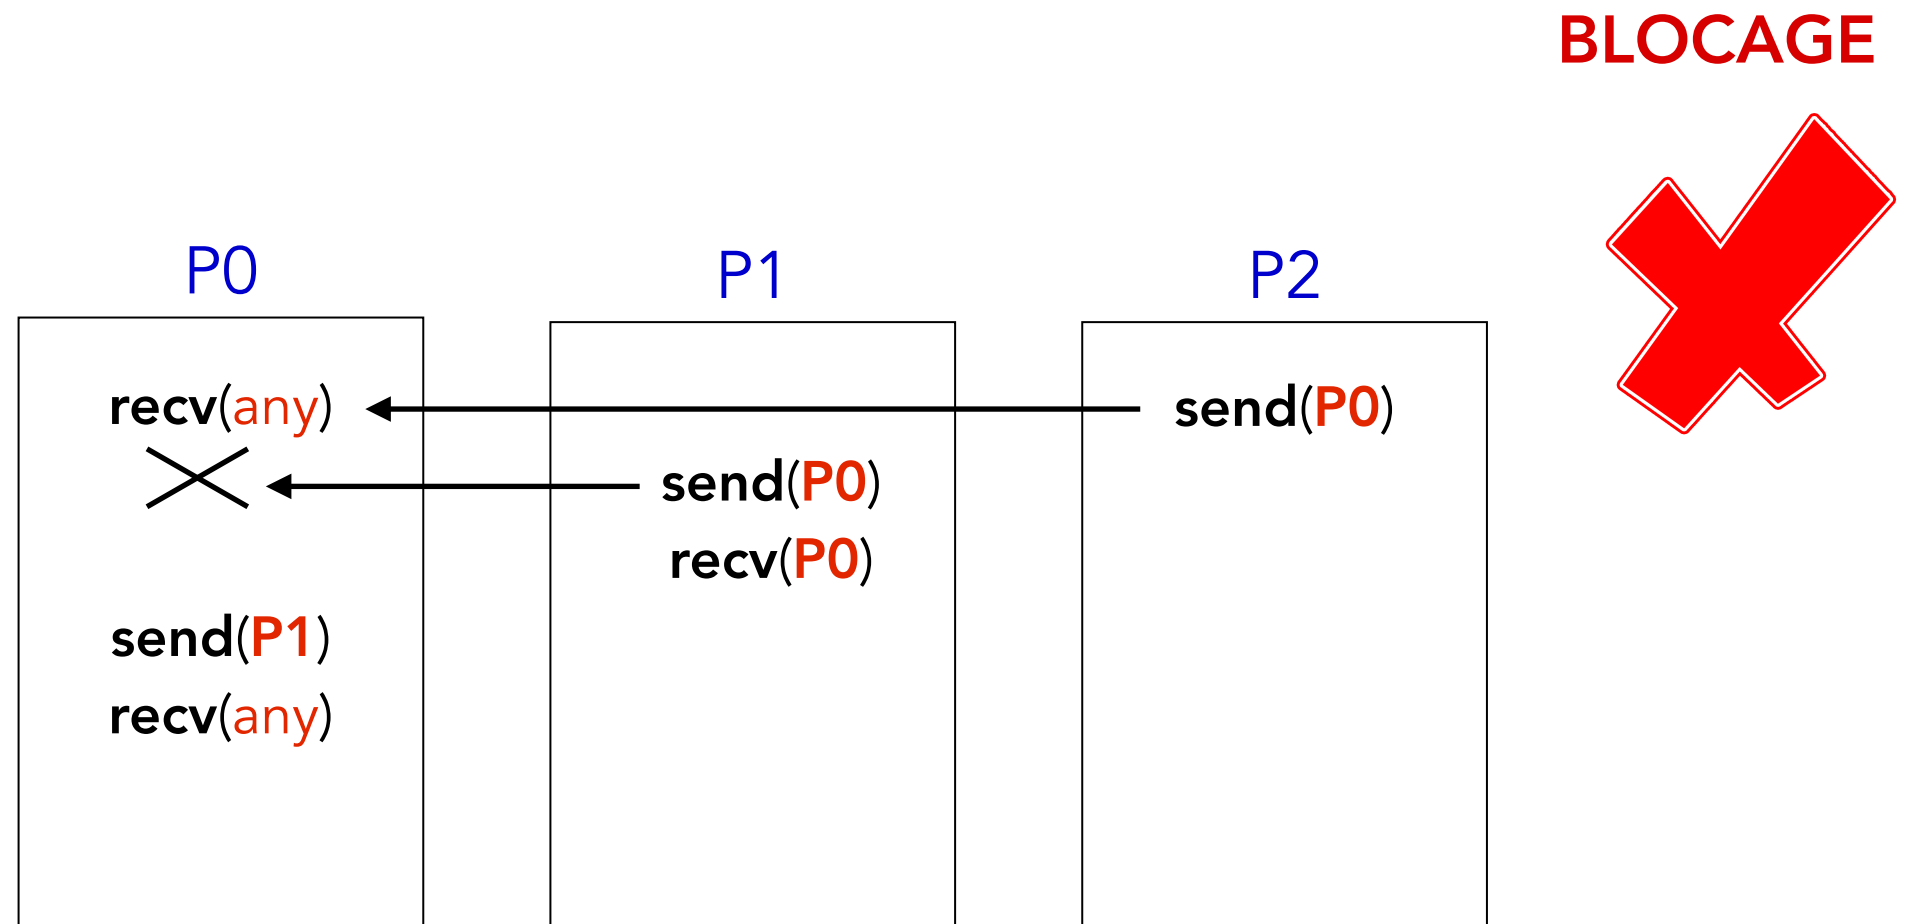 BLOCAGE
P0
P1
P2
recv(any)
send(P0)
send(P0)
recv(P0)
send(P1)
recv(any)